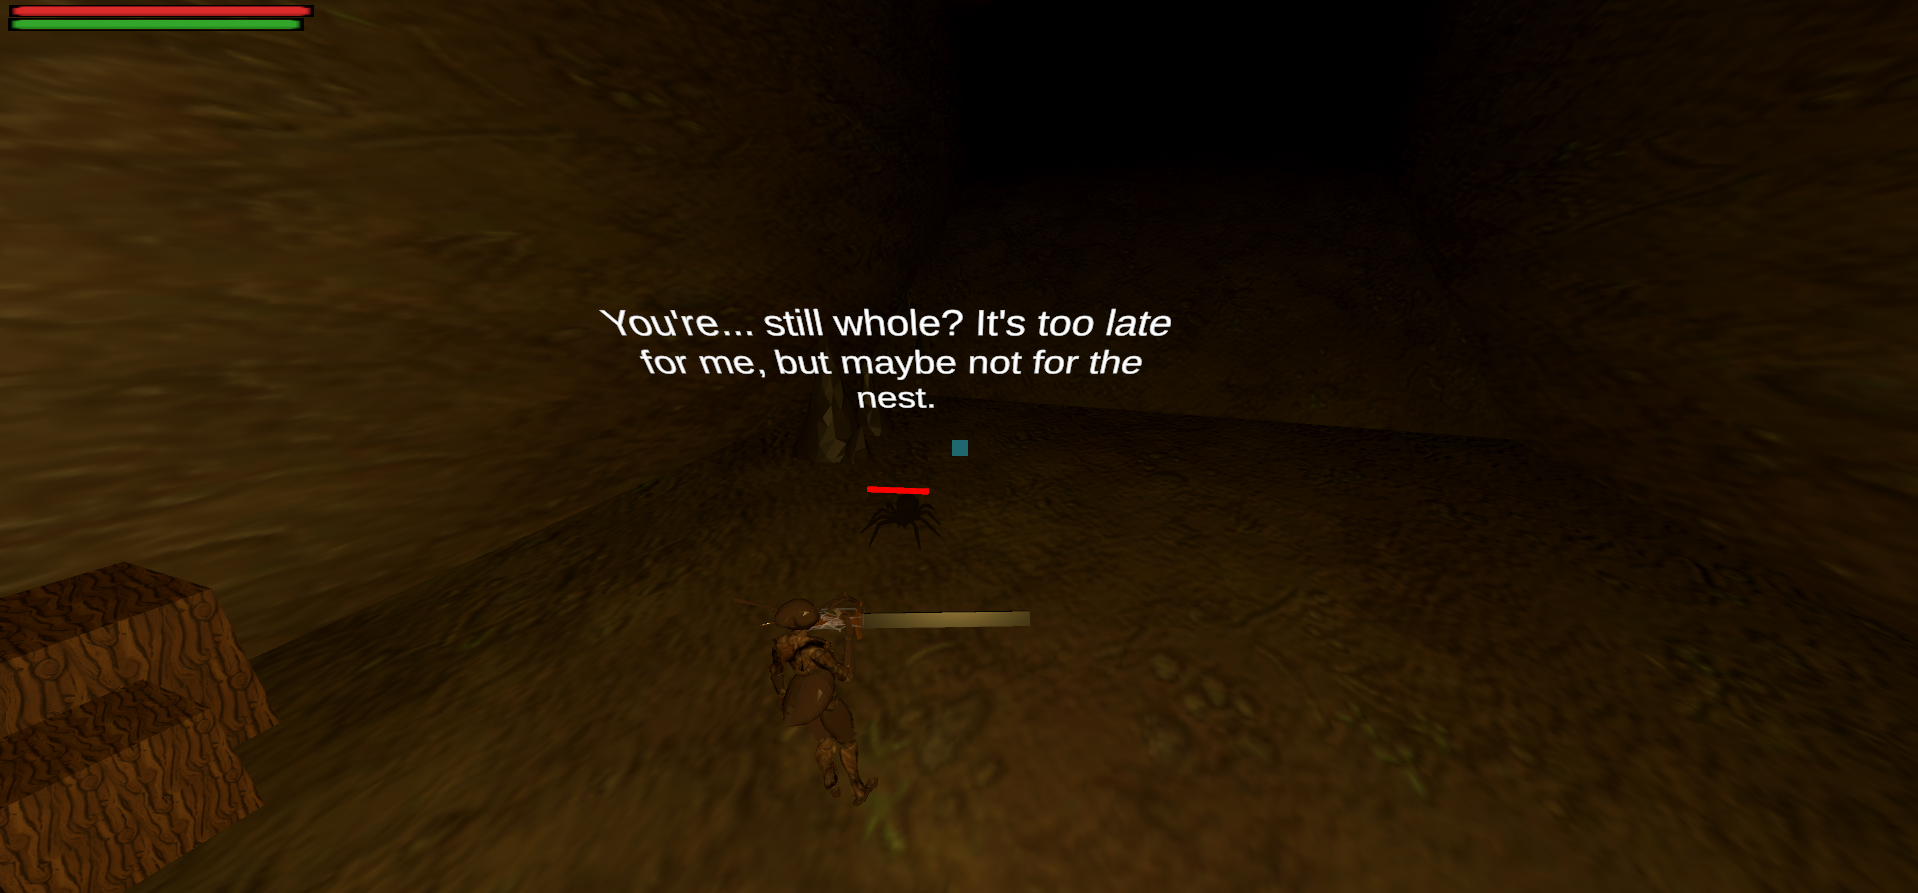 You're... still whole? It's too late
for me, but maybe not for the
nest.